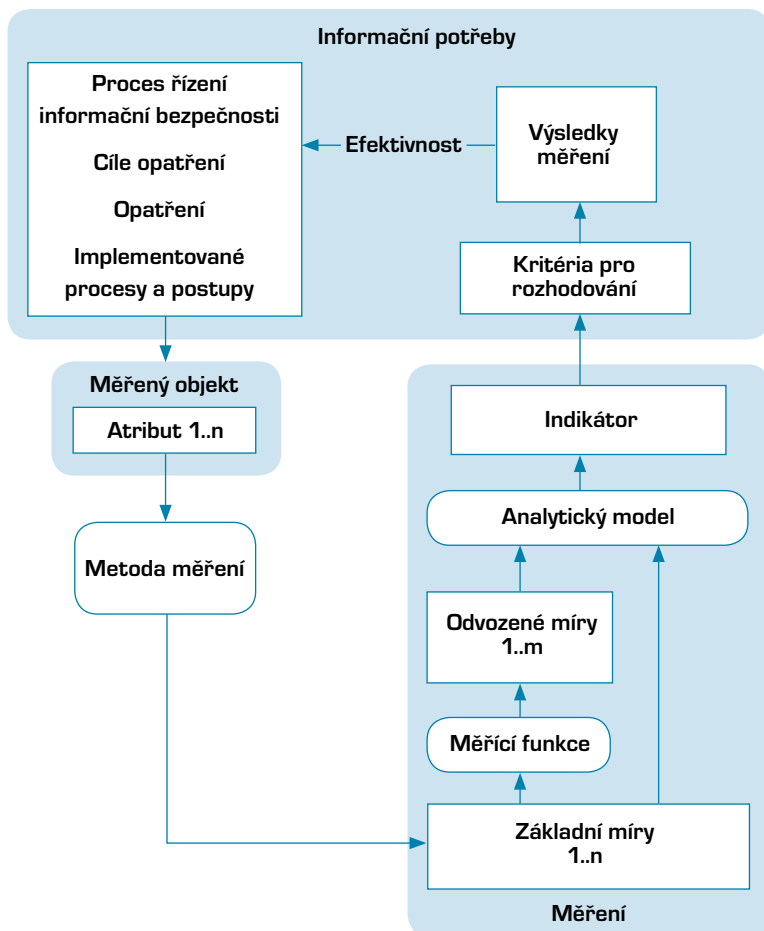 Informační potřeby
Proces řízení
informační bezpečnosti
Cíle opatření
Opatření
Implementované
procesy a postupy
Efektivnost
Výsledky
měření
Kritéria pro
rozhodování
Měřený objekt
Atribut 1..n
Metoda měření
Indikátor
Analytický model
Odvozené míry
1..m
Měřící funkce
Základní míry
1..n
Měření